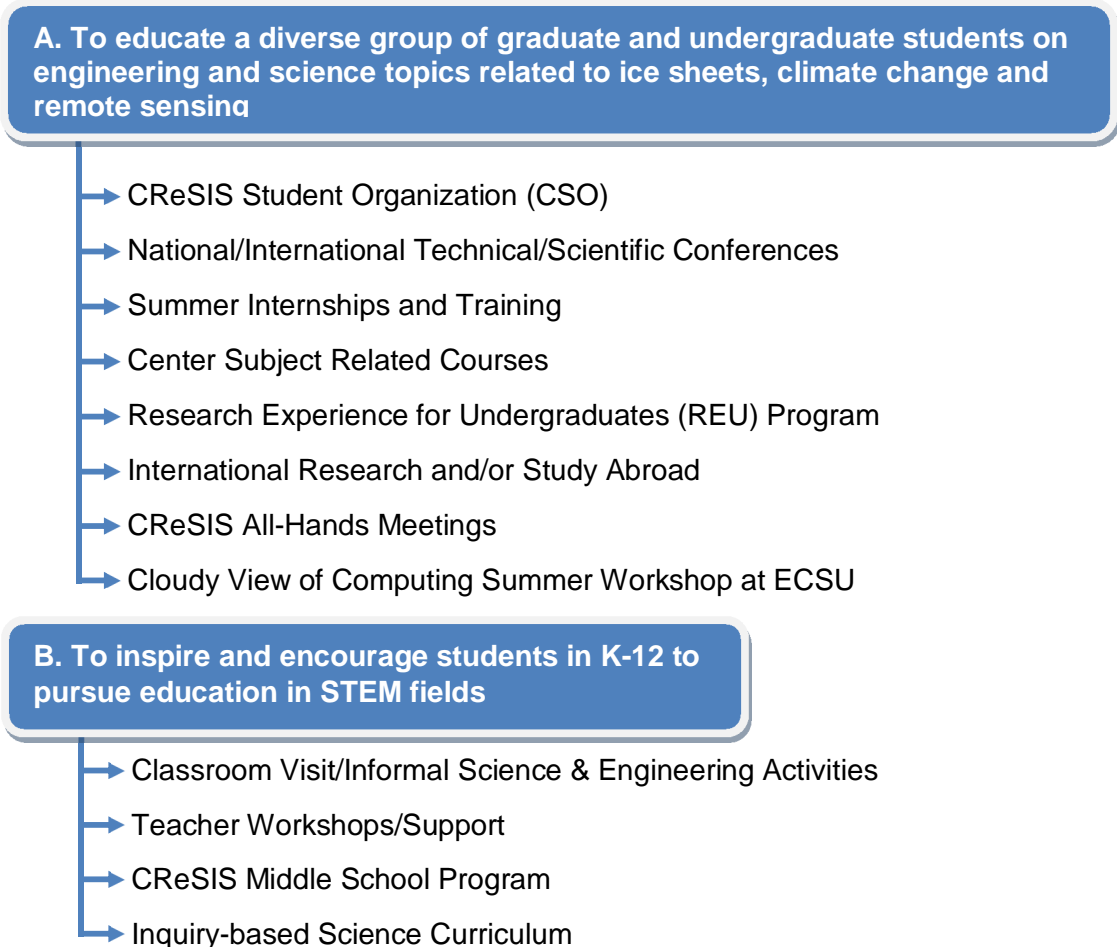 A. To educate a diverse group of graduate and undergraduate students on
engineering and science topics related to ice sheets, climate change and
remote sensing
CReSIS Student Organization (CSO)
National/International Technical/Scientific Conferences
Summer Internships and Training
Center Subject Related Courses
Research Experience for Undergraduates (REU) Program
International Research and/or Study Abroad
CReSIS All-Hands Meetings
Cloudy View of Computing Summer Workshop at ECSU
B. To inspire and encourage students in K-12 to
pursue education in STEM fields
Classroom Visit/Informal Science & Engineering Activities
Teacher Workshops/Support
CReSIS Middle School Program
Inquiry-based Science Curriculum